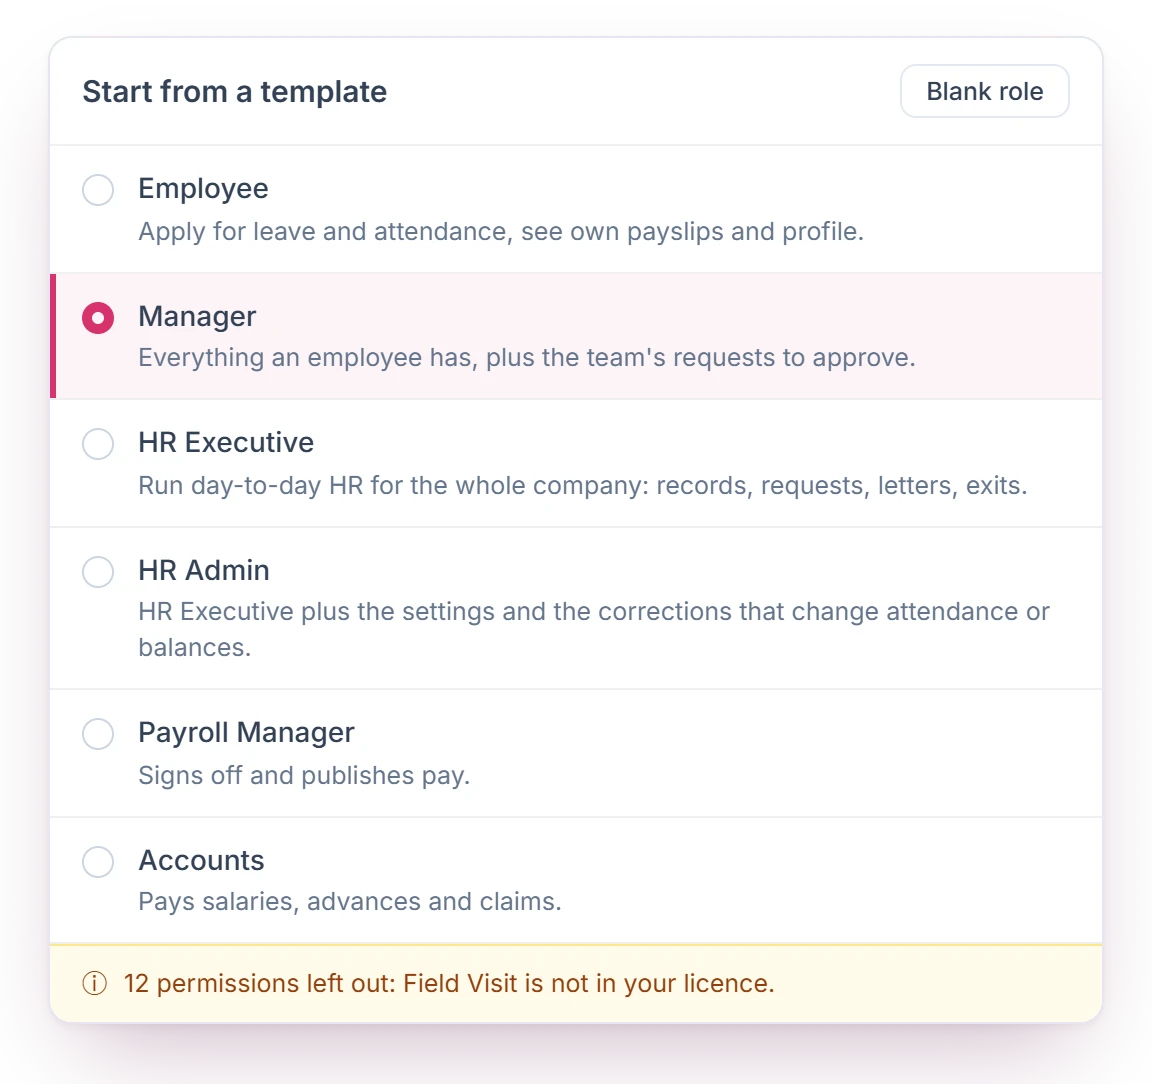 Start from a template
Blank role
Employee
Apply for leave and attendance, see own payslips and profile.
Manager
Everything an employee has, plus the team's requests to approve.
HR Executive
Run day-to-day HR for the whole company: records, requests, letters, exits.
HR Admin
HR Executive plus the settings and the corrections that change attendance or
balances.
Payroll Manager
Signs off and publishes pay.
Accounts
Pays salaries, advances and claims.
12 permissions left out: Field Visit is not in your licence.